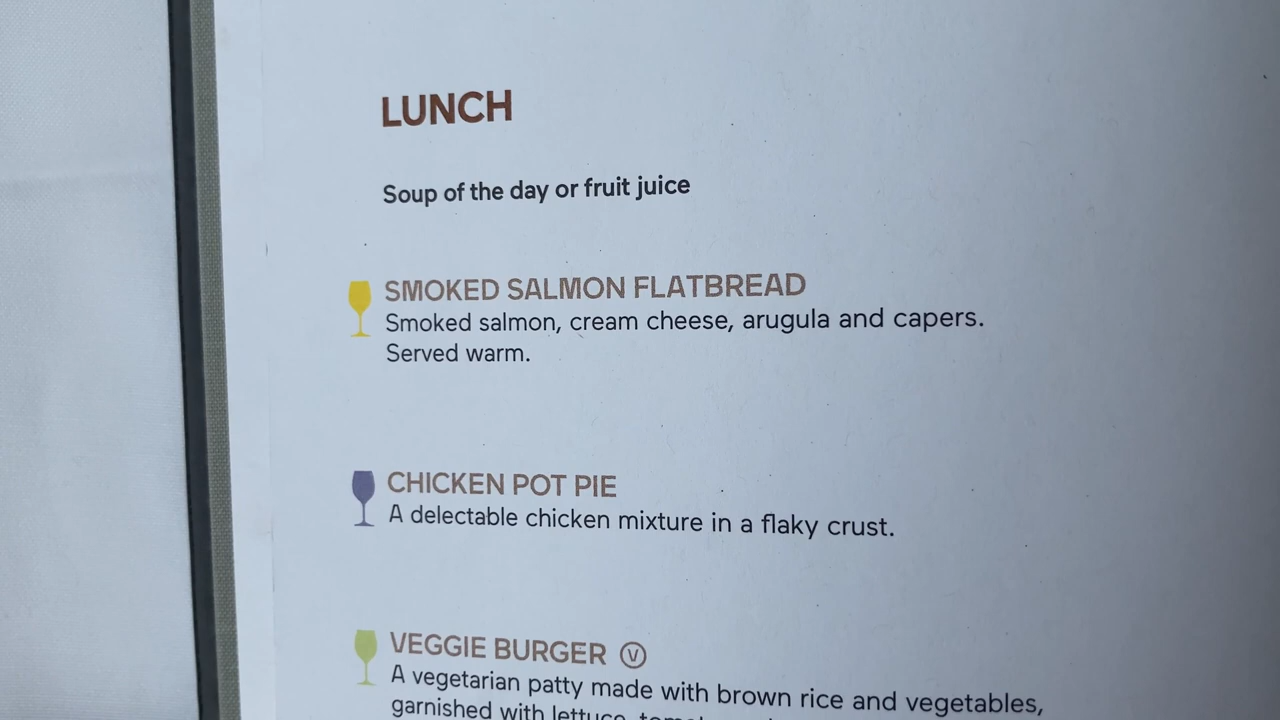 LUNCH
Soup of the day or fruit juice
SMOKED SALMON FLATBREAD
Smoked salmon, cream cheese, arugula and capers.
Served warm.
CHICKEN POT PIE
A delectable chicken mixture in a flaky crust.
VEGGIE BURGER Ⓥ
A vegetarian patty made with brown rice and vegetables,
garnished with lettuce,